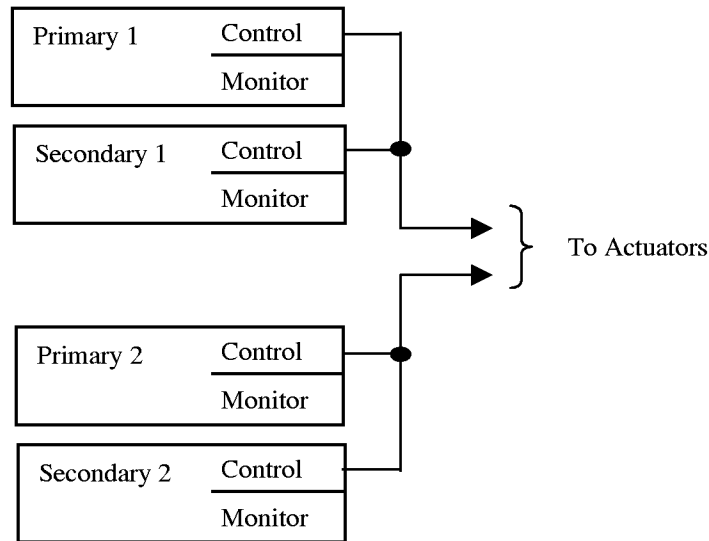 Primary 1
Control
Monitor
Secondary 1
Control
Monitor
To Actuators
Primary 2
Control
Monitor
Secondary 2
Control
Monitor